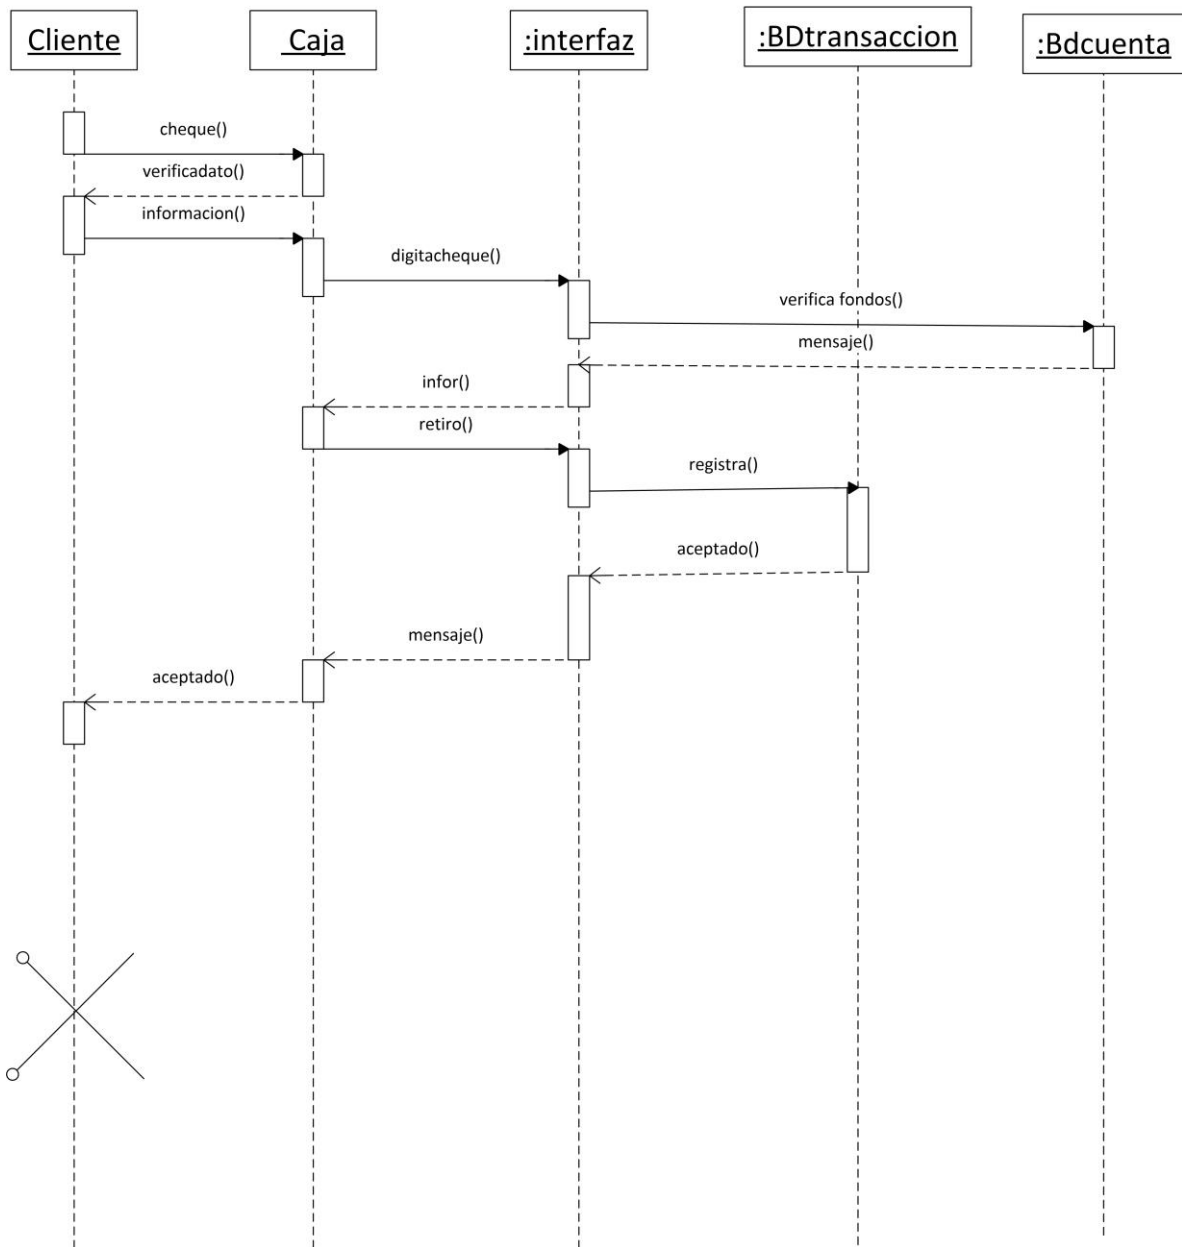 Cliente
Caja
:interfaz
:BDtransaccion
:Bdcuenta
cheque()
verificadato()
informacion()
digitacheque()
verifica fondos()
mensaje()
infor()
retiro()
registra()
aceptado()
mensaje()
aceptado()